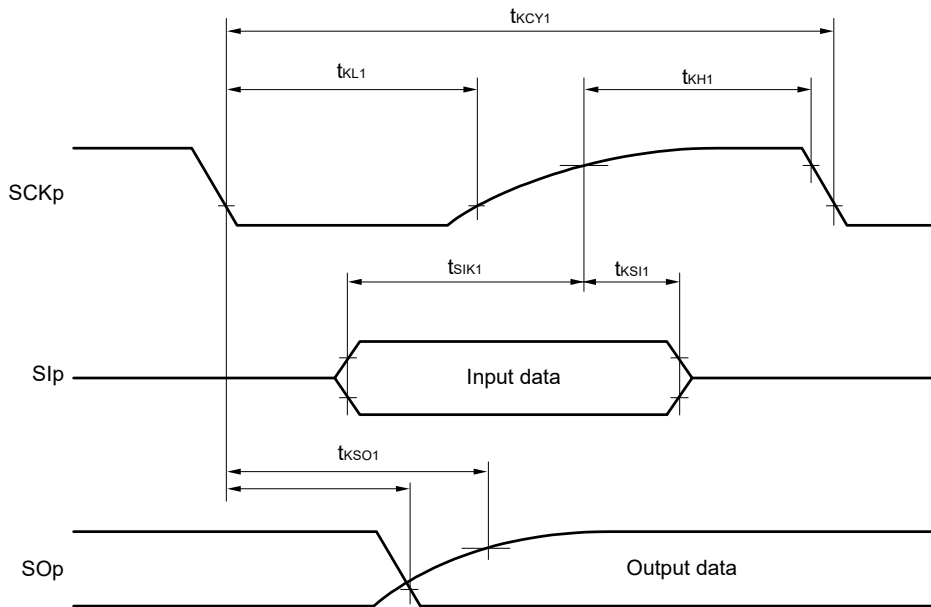 tKCY1
tKL1
tKH1
SCKp
tSIK1
tKSI1
SIp
Input data
tKSO1
SOp
Output data